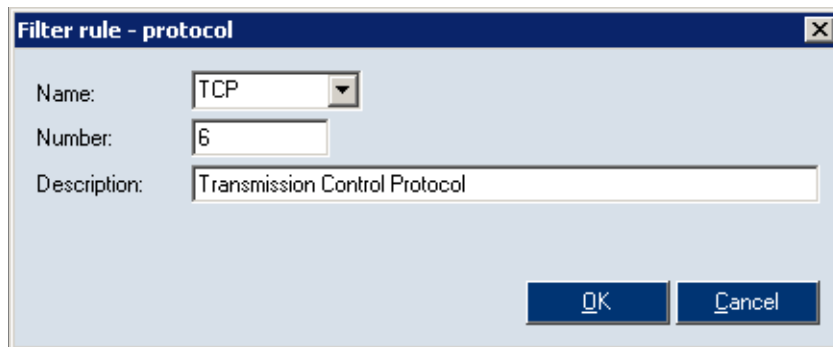 Filter rule - protocol
Name: TCP
Number: 6
Description: Transmission Control Protocol
OK Cancel